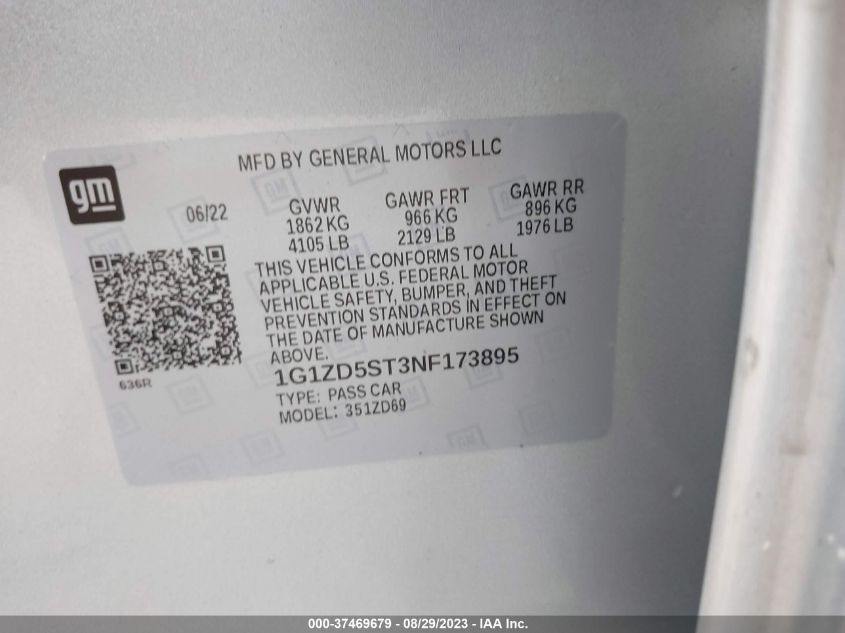 MFD BY GENERAL MOTORS LLC
gm
06/22
GVWR GAWR FRT GAWR RR
1862 KG 966 KG 896 KG
4105 LB 2129 LB 1976 LB
THIS VEHICLE CONFORMS TO ALL
APPLICABLE U.S. FEDERAL MOTOR
VEHICLE SAFETY, BUMPER, AND THEFT
PREVENTION STANDARDS IN EFFECT ON
THE DATE OF MANUFACTURE SHOWN
ABOVE.
636R
1G1ZD5ST3NF173895
TYPE: PASS CAR
MODEL: 351ZD69
000-37469679 - 08/29/2023 - IAA Inc.